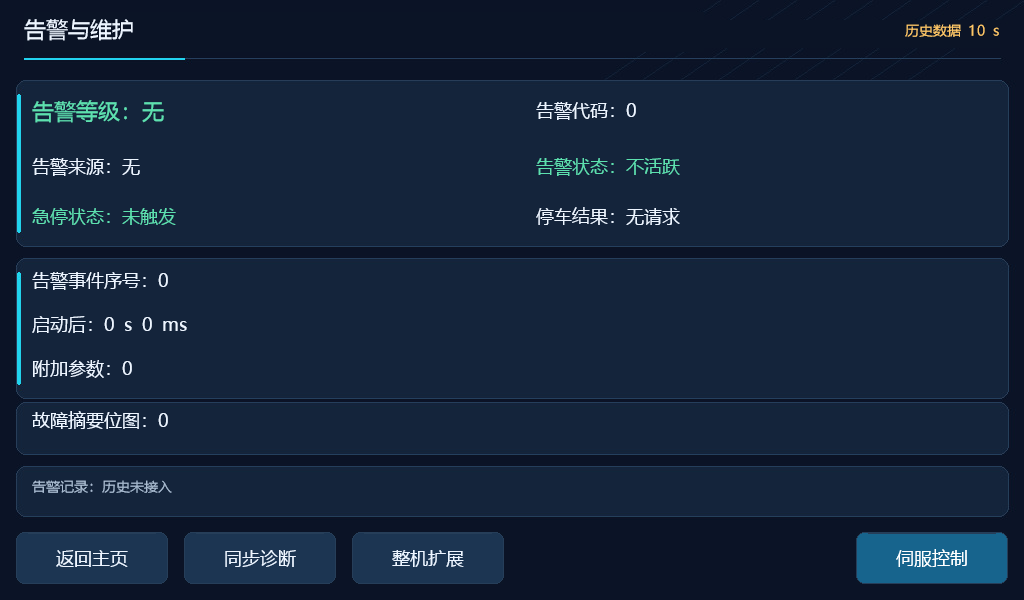 告警与维护
历史数据 10 s
告警等级：无
告警代码：0
告警来源：无
告警状态：不活跃
急停状态：未触发
停车结果：无请求
告警事件序号：0
启动后：0 s 0 ms
附加参数：0
故障摘要位图：0
告警记录：历史未接入
返回主页
同步诊断
整机扩展
伺服控制